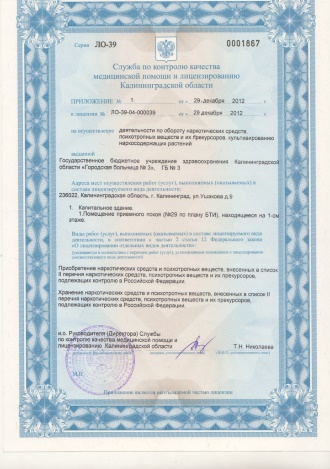 Серия ЛО-39 0001867
Служба по контролю качества
медицинской помощи и лицензированию
Калининградской области
ПРИЛОЖЕНИЕ № 1 от « 29 » декабря 2012
к лицензии № ЛО-39-04-000039 от « 29 » декабря 2012
на осуществление деятельности по обороту наркотических средств,
психотропных веществ и их прекурсоров, культивированию
наркосодержащих растений
выданной
Государственное бюджетное учреждение здравоохранения Калининградской
области «Городская больница № 3», ГБ № 3
Адреса мест осуществления работ (услуг), выполняемых (оказываемых) в
составе лицензируемого вида деятельности:
236022, Калининградская область, г. Калининград, ул.Ушакова д.9
1. Капитальное здание.
1.Помещение приемного покоя (№29 по плану БТИ), находящееся на 1-ом
этаже.
Виды работ (услуг), выполняемых (оказываемых) в составе лицензируемого вида
деятельности, в соответствии с частью 2 статьи 12 Федерального закона
«О лицензировании отдельных видов деятельности»
Приобретение наркотических средств и психотропных веществ, внесенных в список
II перечня наркотических средств, психотропных веществ и их прекурсоров,
подлежащих контролю в Российской Федерации.
Хранение наркотических средств и психотропных веществ, внесенных в список II
перечня наркотических средств, психотропных веществ и их прекурсоров,
подлежащих контролю в Российской Федерации.
и.о. Руководителя (Директора) Службы
по контролю качества медицинской помощи и
лицензированию Калининградской области Т.Н. Николаева
М.П.
Приложение является неотъемлемой частью лицензии